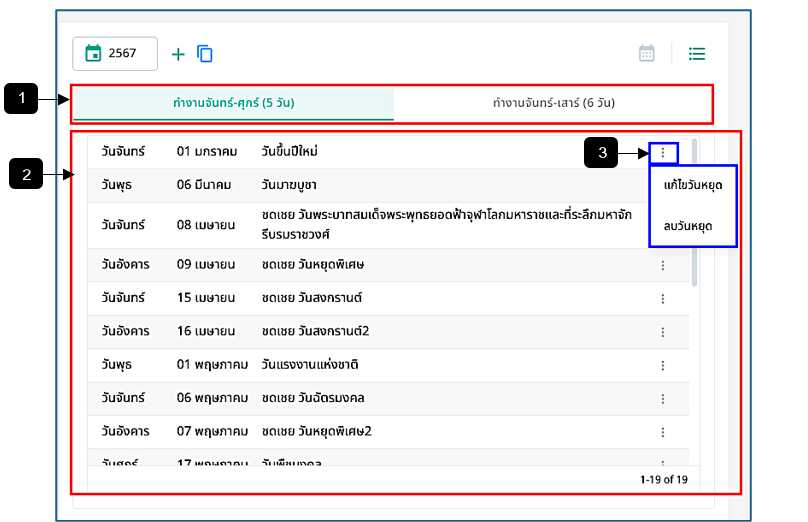 2567
1
ทำงานจันทร์-ศุกร์ (5 วัน)
ทำงานจันทร์-เสาร์ (6 วัน)
2
3
วันจันทร์ 01 มกราคม วันขึ้นปีใหม่
แก้ไขวันหยุด
วันพุธ 06 มีนาคม วันมาฆบูชา
วันจันทร์ 08 เมษายน ชดเชย วันพระบาทสมเด็จพระพุทธยอดฟ้าจุฬาโลกมหาราชและที่ระลึกมหาจัก
รีบรมราชวงศ์
ลบวันหยุด
วันอังคาร 09 เมษายน ชดเชย วันหยุดพิเศษ
วันจันทร์ 15 เมษายน ชดเชย วันสงกรานต์
วันอังคาร 16 เมษายน ชดเชย วันสงกรานต์2
วันพุธ 01 พฤษภาคม วันแรงงานแห่งชาติ
วันจันทร์ 06 พฤษภาคม ชดเชย วันฉัตรมงคล
วันอังคาร 07 พฤษภาคม ชดเชย วันหยุดพิเศษ2
วันศุกร์ 17 พฤษภาคม วันพืชมงคล
1-19 of 19